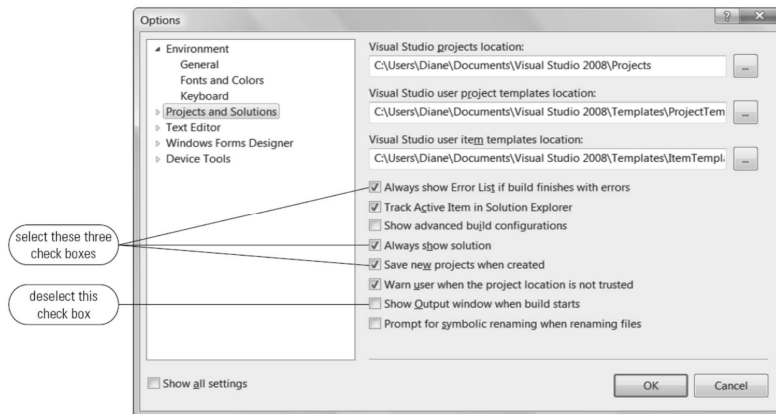 Options
Environment
General
Fonts and Colors
Keyboard
Projects and Solutions
Text Editor
Windows Forms Designer
Device Tools
Show all settings
Visual Studio projects location:
C:\Users\Diane\Documents\Visual Studio 2008\Projects
...
Visual Studio user project templates location:
C:\Users\Diane\Documents\Visual Studio 2008\Templates\ProjectTem
...
Visual Studio user item templates location:
C:\Users\Diane\Documents\Visual Studio 2008\Templates\ItemTempl
...
Always show Error List if build finishes with errors
Track Active Item in Solution Explorer
Show advanced build configurations
Always show solution
Save new projects when created
Warn user when the project location is not trusted
Show Output window when build starts
Prompt for symbolic renaming when renaming files
OK
Cancel
select these three
check boxes
deselect this
check box